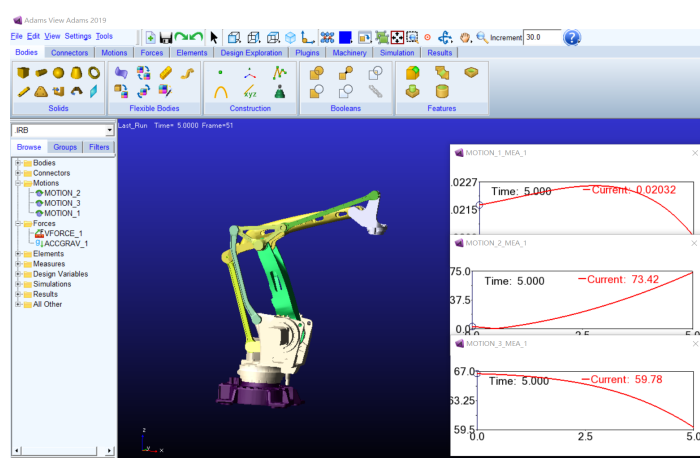 Adams View Adams 2019
File Edit View Settings Tools
Increment 30.0
Bodies Connectors Motions Forces Elements Design Exploration Plugins Machinery Simulation Results
Solids Flexible Bodies Construction Booleans Features
.IRB
Browse Groups Filters
Bodies
Connectors
Motions
MOTION_2
MOTION_3
MOTION_1
Forces
VFORCE_1
ACCGRAV_1
Elements
Measures
Design Variables
Simulations
Results
All Other
Last_Run Time= 5.0000 Frame=51
z
x
MOTION_1_MEA_1
.0227
Time: 5.000 Current: 0.02032
.0215
MOTION_2_MEA_1
75.0
Time: 5.000 Current: 73.42
37.5
0.0
2.5
MOTION_3_MEA_1
67.0
Time: 5.000 Current: 59.78
63.25
59.5
0.0 2.5 5.0